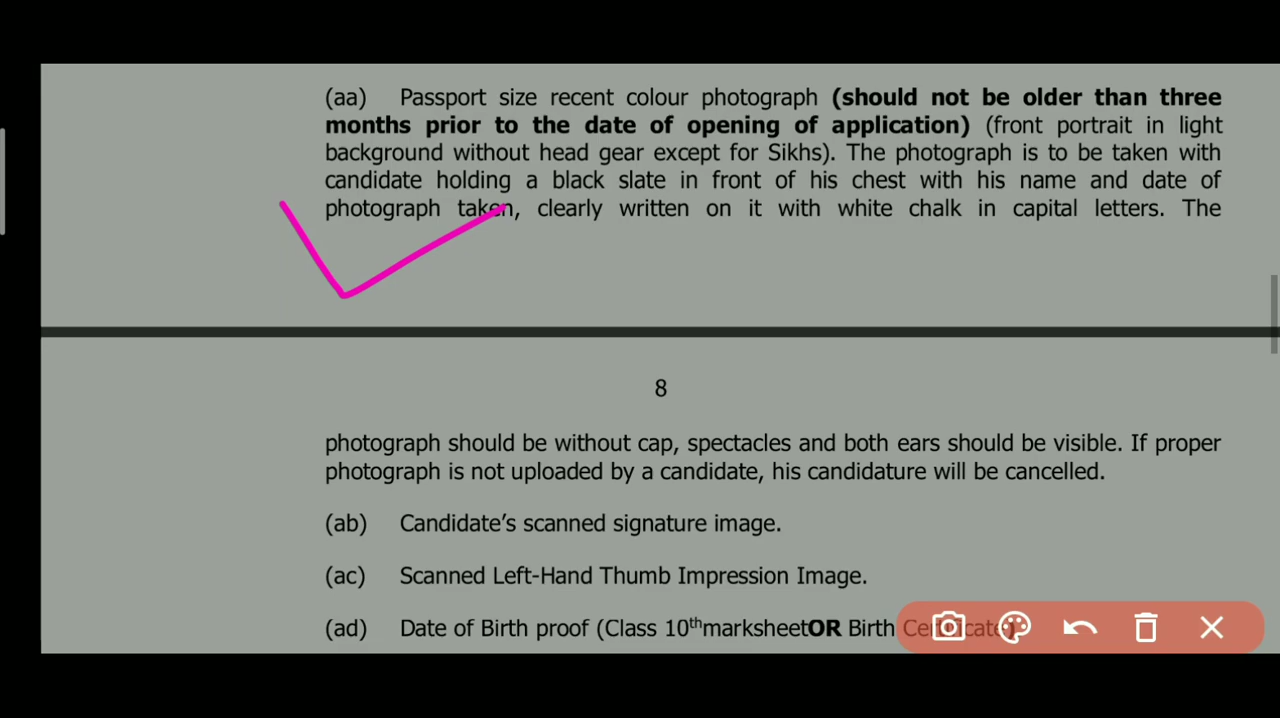 (aa) Passport size recent colour photograph (should not be older than three
months prior to the date of opening of application) (front portrait in light
background without head gear except for Sikhs). The photograph is to be taken with
candidate holding a black slate in front of his chest with his name and date of
photograph taken, clearly written on it with white chalk in capital letters. The
8
photograph should be without cap, spectacles and both ears should be visible. If proper
photograph is not uploaded by a candidate, his candidature will be cancelled.
(ab) Candidate’s scanned signature image.
(ac) Scanned Left-Hand Thumb Impression Image.
(ad) Date of Birth proof (Class 10thmarksheetOR Birth Certificate)